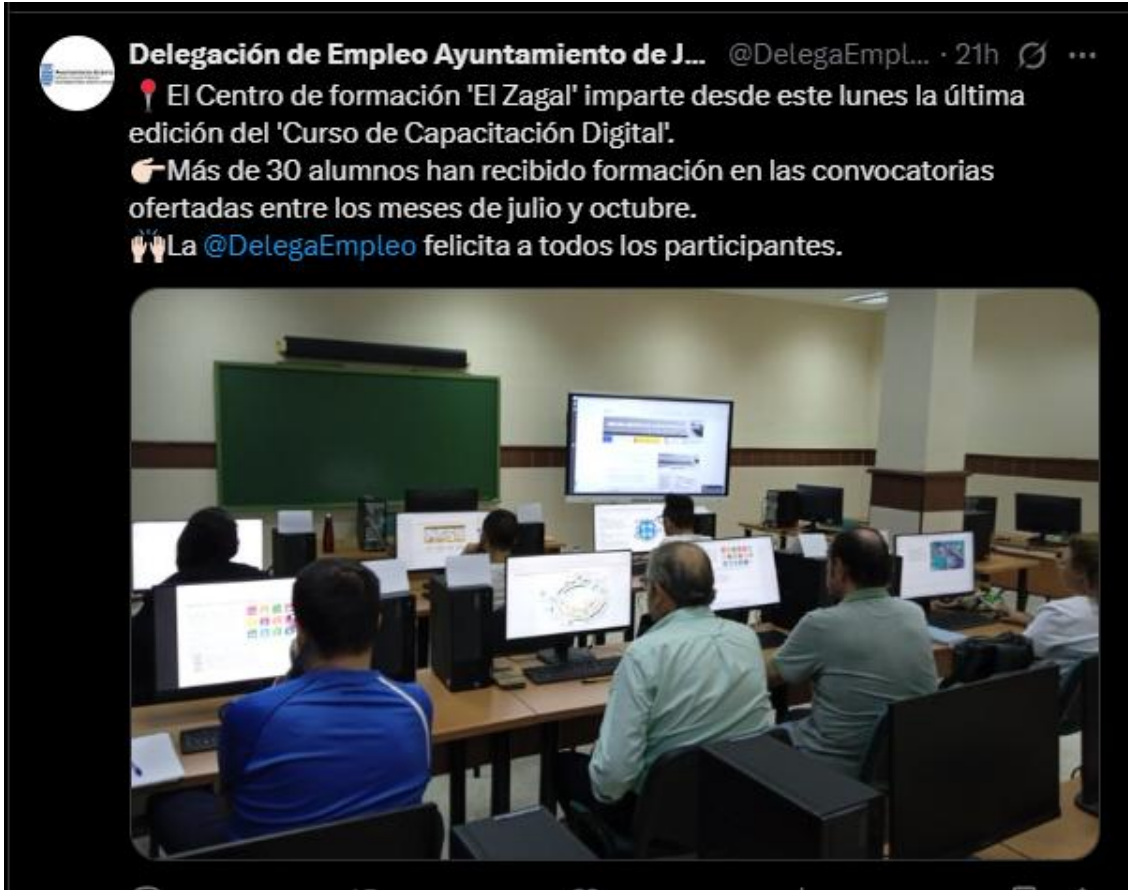 Delegación de Empleo Ayuntamiento de J... @DelegaEmpl... · 21h
📍 El Centro de formación 'El Zagal' imparte desde este lunes la última
edición del 'Curso de Capacitación Digital'.
👉🏻Más de 30 alumnos han recibido formación en las convocatorias
ofertadas entre los meses de julio y octubre.
🙌🏻La @DelegaEmpleo felicita a todos los participantes.